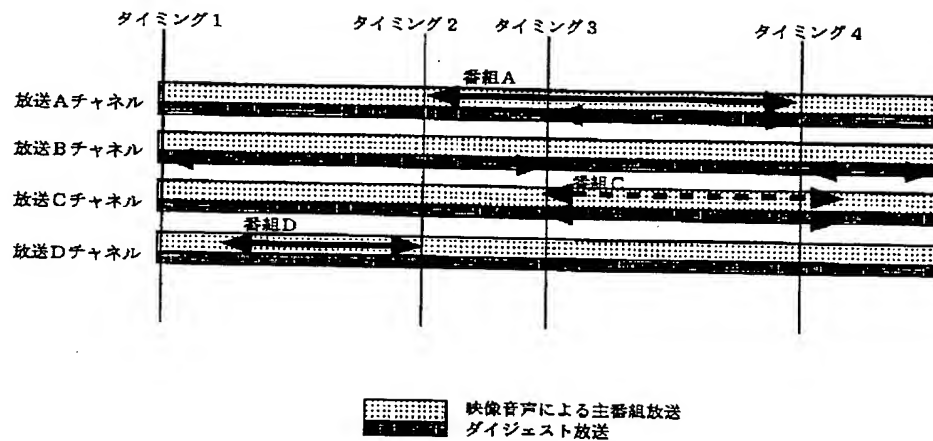 タイミング1
タイミング2
タイミング3
タイミング4
番組A
放送Aチャネル
放送Bチャネル
番組C
放送Cチャネル
番組D
放送Dチャネル
映像音声による主番組放送
ダイジェスト放送